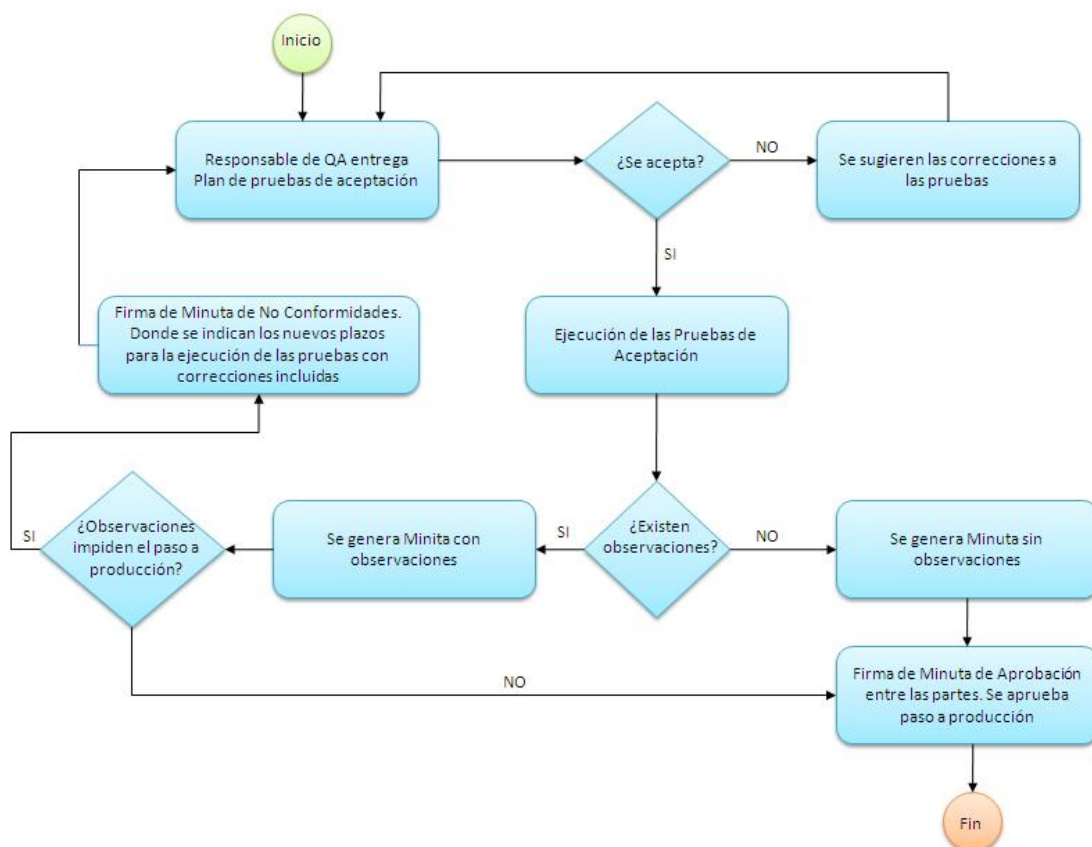 Inicio
Responsable de QA entrega
Plan de pruebas de aceptación
¿Se acepta?
NO
Se sugieren las correcciones a
las pruebas
SI
Firma de Minuta de No Conformidades.
Donde se indican los nuevos plazos
para la ejecución de las pruebas con
correcciones incluidas
Ejecución de las Pruebas de
Aceptación
¿Observaciones
impiden el paso a
producción?
SI
Se genera Minita con
observaciones
SI
¿Existen
observaciones?
NO
Se genera Minuta sin
observaciones
NO
Firma de Minuta de Aprobación
entre las partes. Se aprueba
paso a producción
Fin